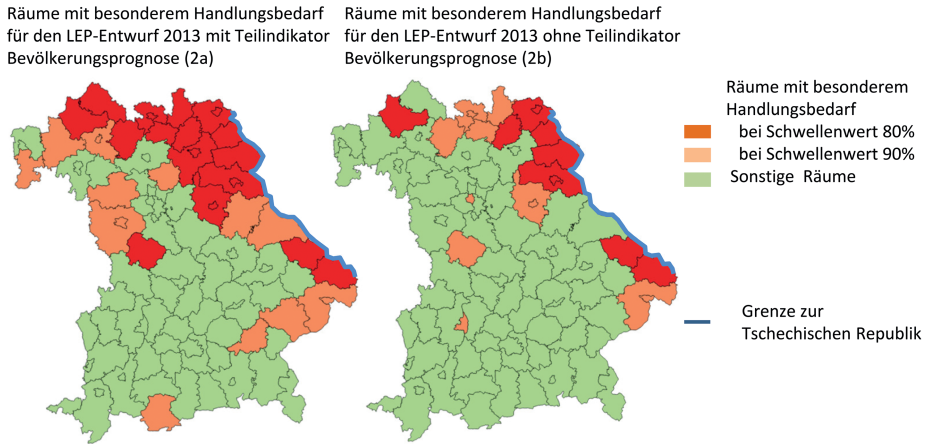 Räume mit besonderem Handlungsbedarf
für den LEP-Entwurf 2013 mit Teilindikator
Bevölkerungsprognose (2a)
Räume mit besonderem Handlungsbedarf
für den LEP-Entwurf 2013 ohne Teilindikator
Bevölkerungsprognose (2b)
Räume mit besonderem
Handlungsbedarf
bei Schwellenwert 80%
bei Schwellenwert 90%
Sonstige Räume
Grenze zur
Tschechischen Republik